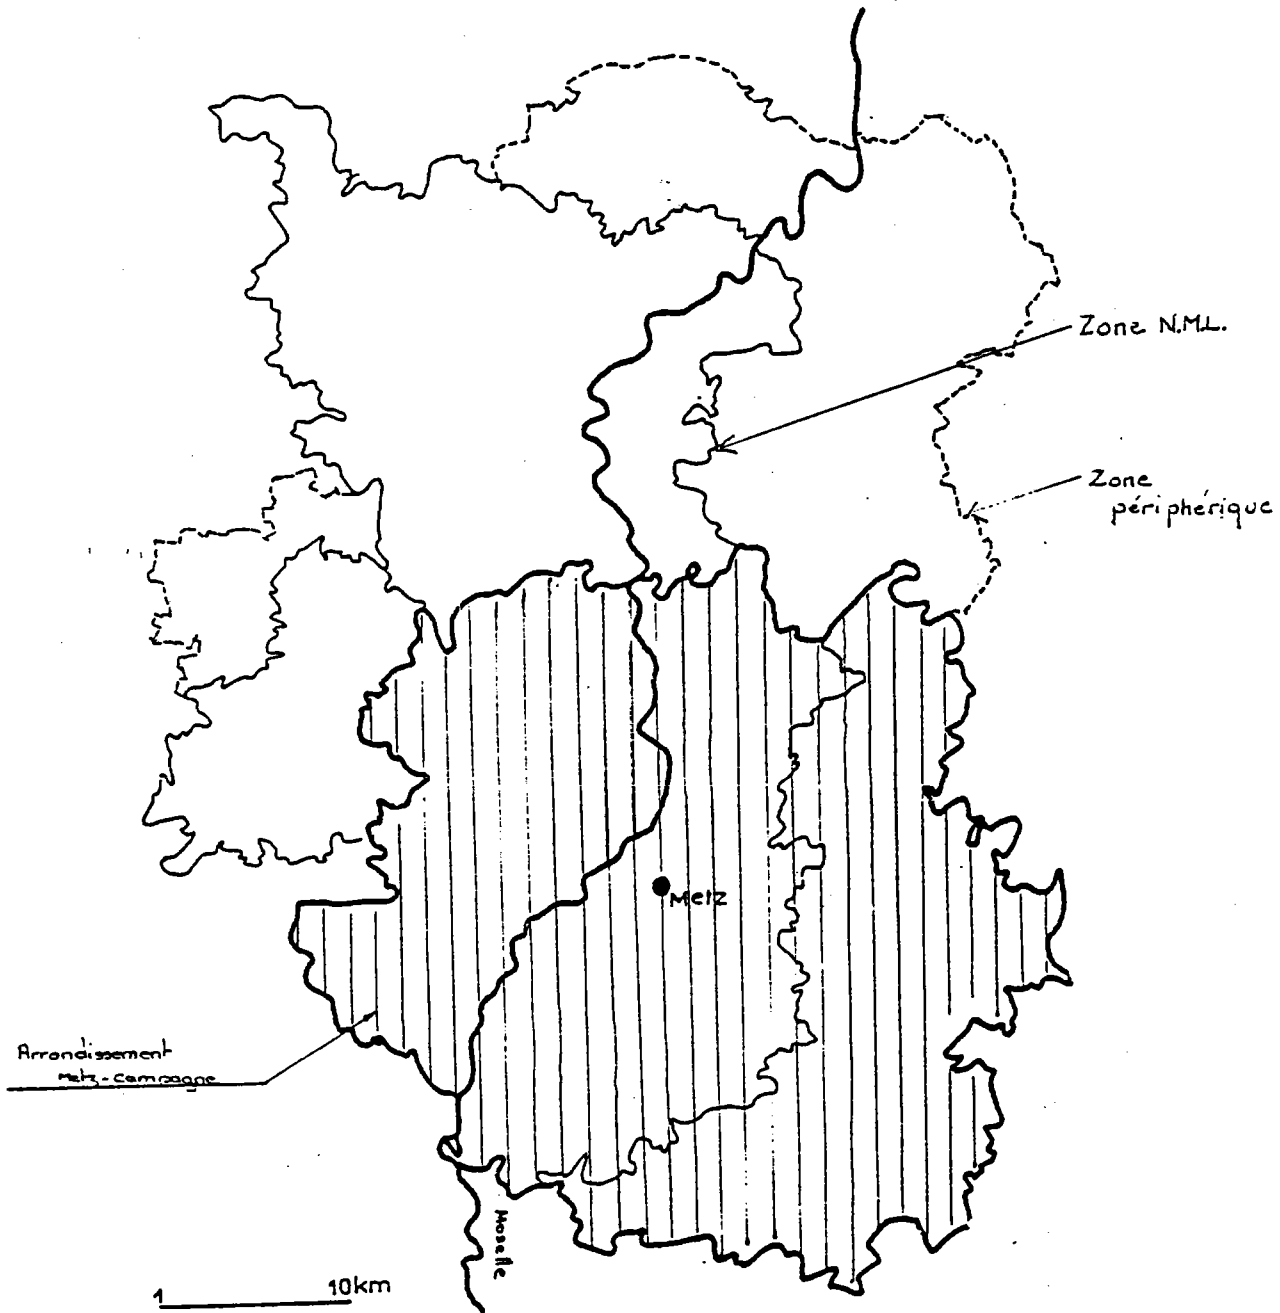 Zone N.M.L.
Zone
périphérique
Metz
Arrondissement
Metz-campagne
Moselle
1 10km